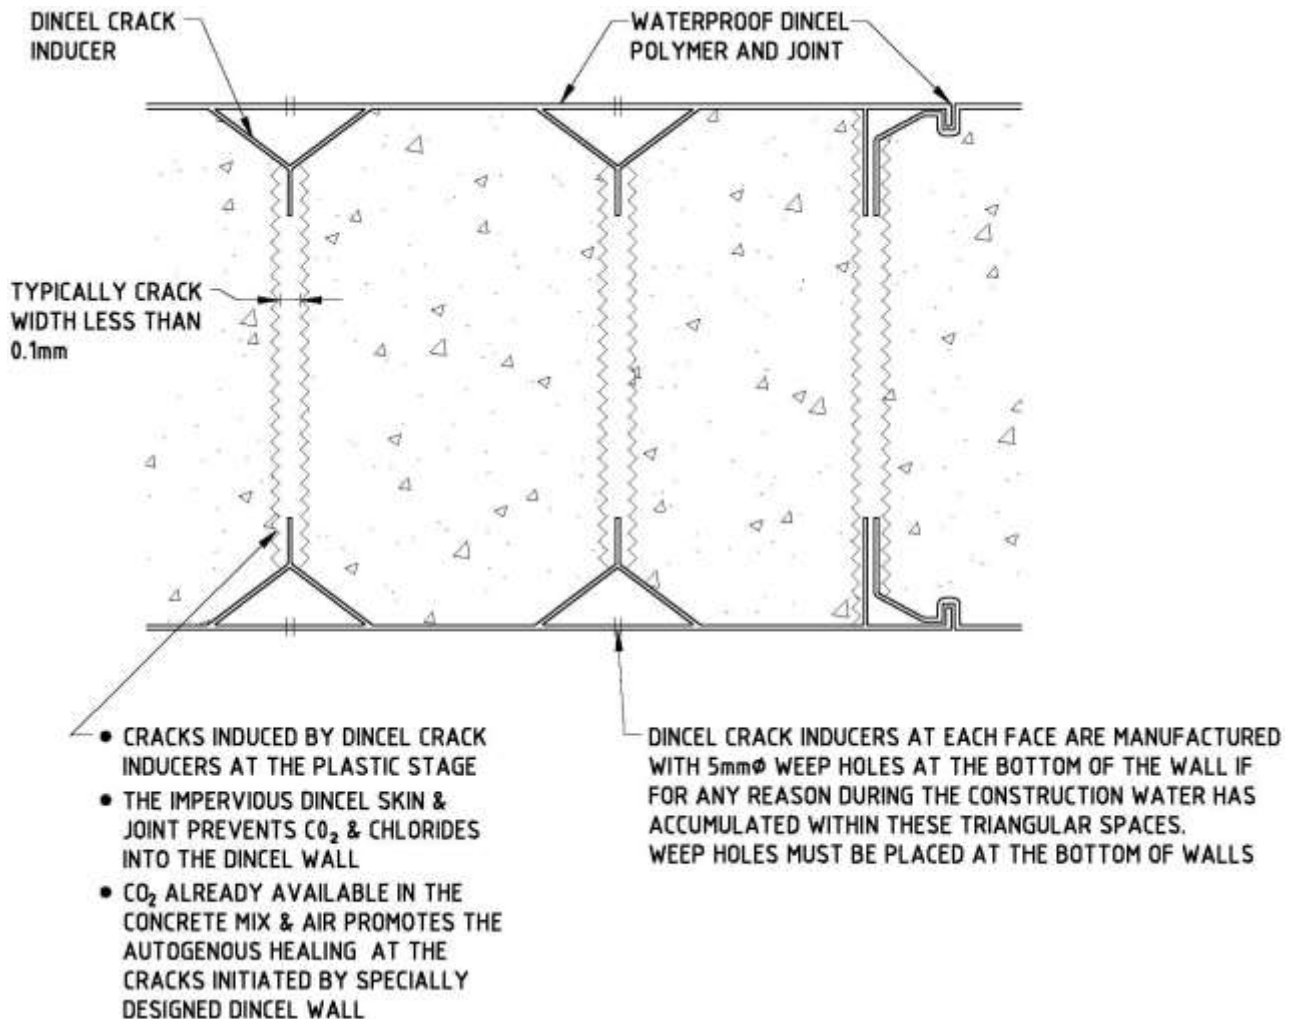 DINCEL CRACK
INDUCER
WATERPROOF DINCEL
POLYMER AND JOINT
TYPICALLY CRACK
WIDTH LESS THAN
0.1mm
• CRACKS INDUCED BY DINCEL CRACK
INDUCERS AT THE PLASTIC STAGE
• THE IMPERVIOUS DINCEL SKIN &
JOINT PREVENTS CO₂ & CHLORIDES
INTO THE DINCEL WALL
• CO₂ ALREADY AVAILABLE IN THE
CONCRETE MIX & AIR PROMOTES THE
AUTOGENOUS HEALING AT THE
CRACKS INITIATED BY SPECIALLY
DESIGNED DINCEL WALL
DINCEL CRACK INDUCERS AT EACH FACE ARE MANUFACTURED
WITH 5mmϕ WEEP HOLES AT THE BOTTOM OF THE WALL IF
FOR ANY REASON DURING THE CONSTRUCTION WATER HAS
ACCUMULATED WITHIN THESE TRIANGULAR SPACES.
WEEP HOLES MUST BE PLACED AT THE BOTTOM OF WALLS